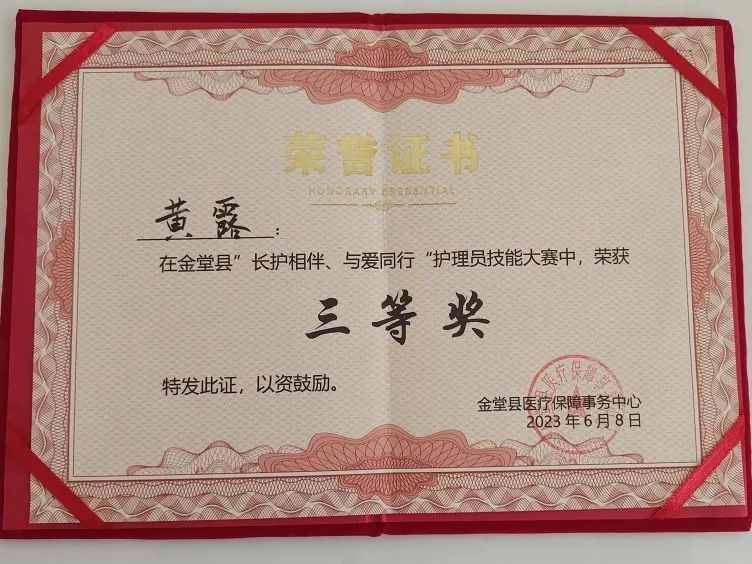 荣誉证书
HONORARY CREDENTIAL
黄露：
在金堂县”长护相伴、与爱同行“护理员技能大赛中，荣获
三等奖
特发此证，以资鼓励。
金堂县医疗保障事务中心
2023年6月8日